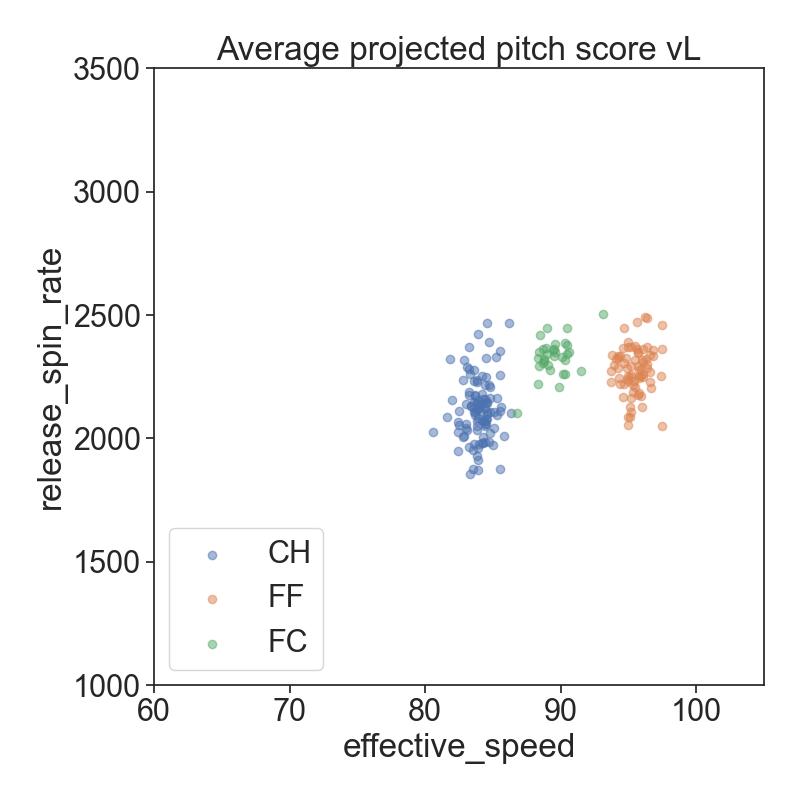 Average projected pitch score vL
3500
3000
2500
2000
1500
1000
release_spin_rate
CH
FF
FC
60 70 80 90 100
effective_speed